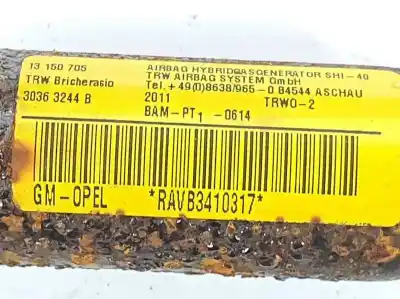 13 150 705 AIRBAG HYBRIDGASGENERATOR SHI-40
TRW Bricherasio TRW AIRBAG SYSTEM GmbH
Tel.+49(0)8638/965-0 84544 ASCHAU
3036 3244 B 2011 TRWO-2
BAM-PT1 -0614
GM-OPEL *RAVB3410317*